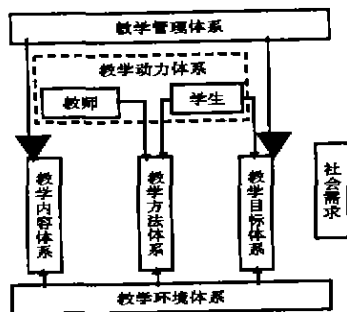 教学管理体系
教学动力体系
教师
学生
教学内容体系
教学方法体系
教学目标体系
社会需求
教学环境体系